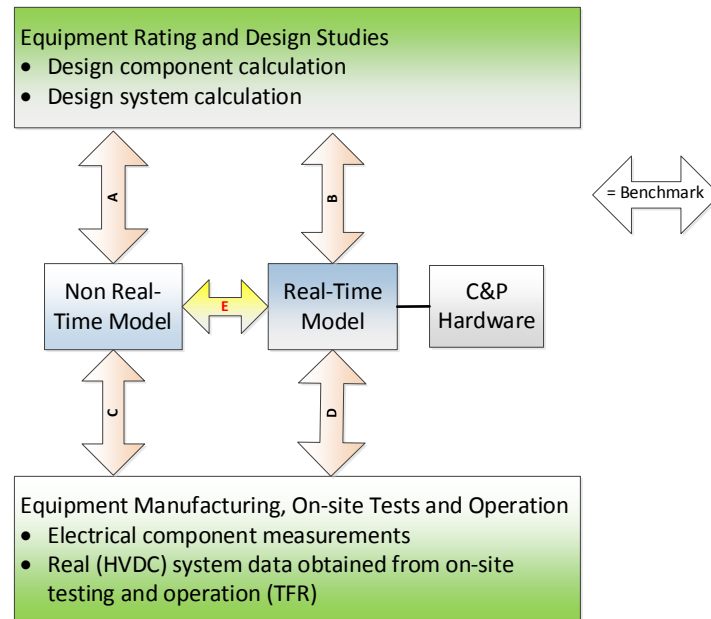 Equipment Rating and Design Studies
• Design component calculation
• Design system calculation
A
B
= Benchmark
Non Real-
Time Model
E
Real-Time
Model
C&P
Hardware
C
D
Equipment Manufacturing, On-site Tests and Operation
• Electrical component measurements
• Real (HVDC) system data obtained from on-site
testing and operation (TFR)